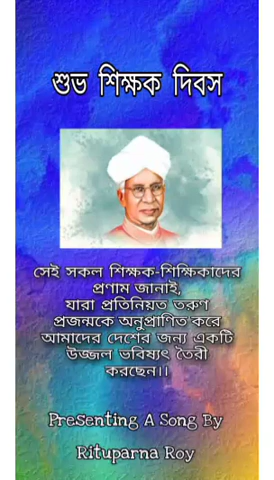 শুভ শিক্ষক দিবস
সেই সকল শিক্ষক-শিক্ষিকাদের
প্রণাম জানাই,
যারা প্রতিনিয়ত তরুণ
প্রজন্মকে অনুপ্রাণিত করে
আমাদের দেশের জন্য একটি
উজ্জল ভবিষ্যৎ তৈরী
করছেন।।
Presenting A Song By
Rituparna Roy